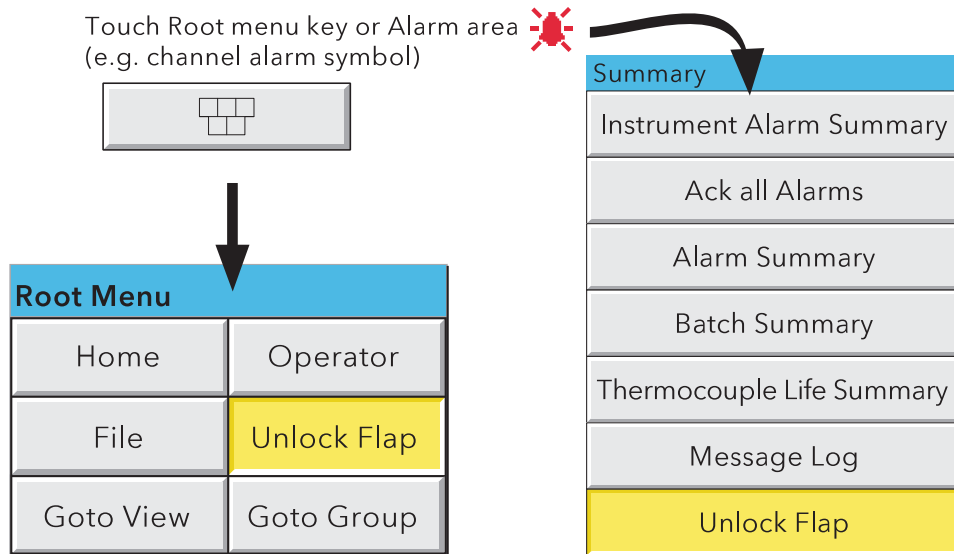 Touch Root menu key or Alarm area
(e.g. channel alarm symbol)
Root Menu
Home
Operator
File
Unlock Flap
Goto View
Goto Group
Summary
Instrument Alarm Summary
Ack all Alarms
Alarm Summary
Batch Summary
Thermocouple Life Summary
Message Log
Unlock Flap